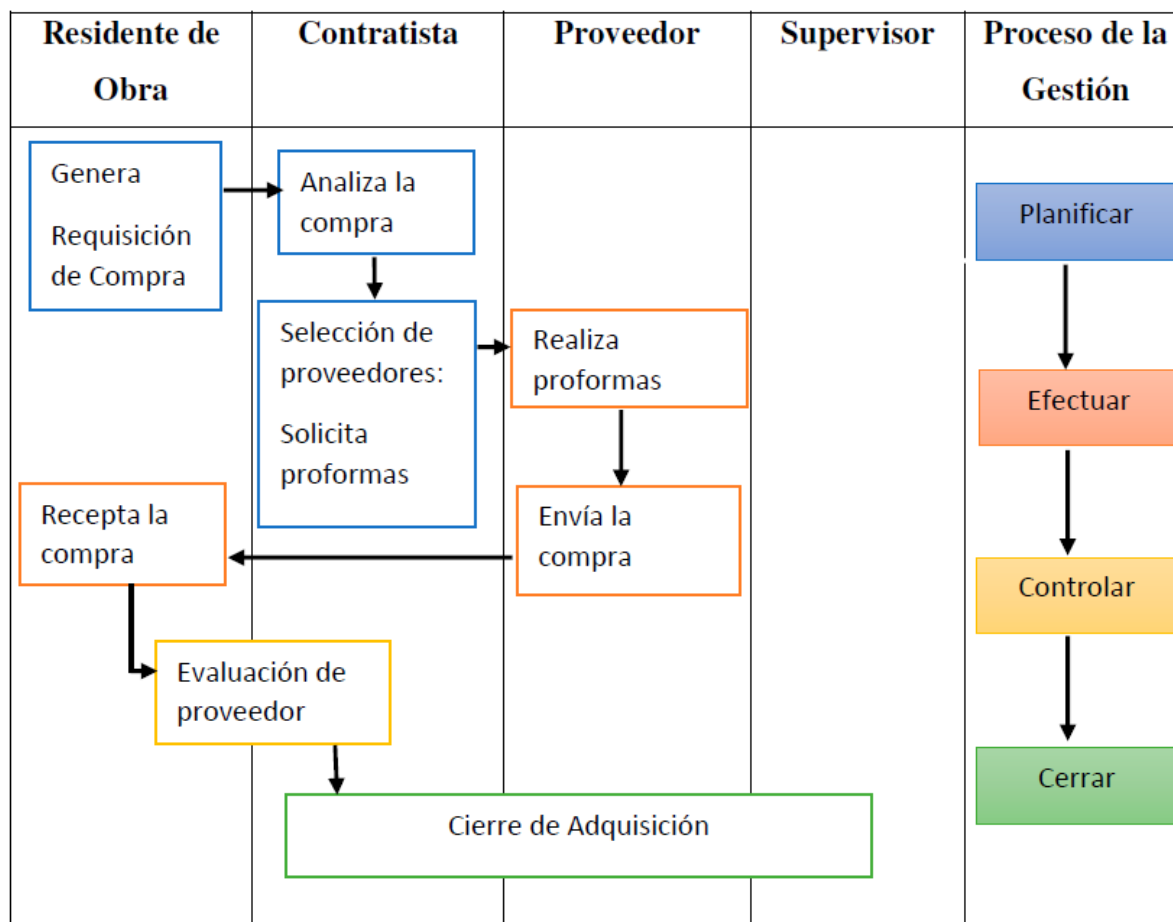 Residente de
Obra
Contratista
Proveedor
Supervisor
Proceso de la
Gestión
Genera
Requisición
de Compra
Analiza la
compra
Planificar
Selección de
proveedores:
Solicita
proformas
Realiza
proformas
Efectuar
Recepta la
compra
Envía la
compra
Controlar
Evaluación de
proveedor
Cierre de Adquisición
Cerrar